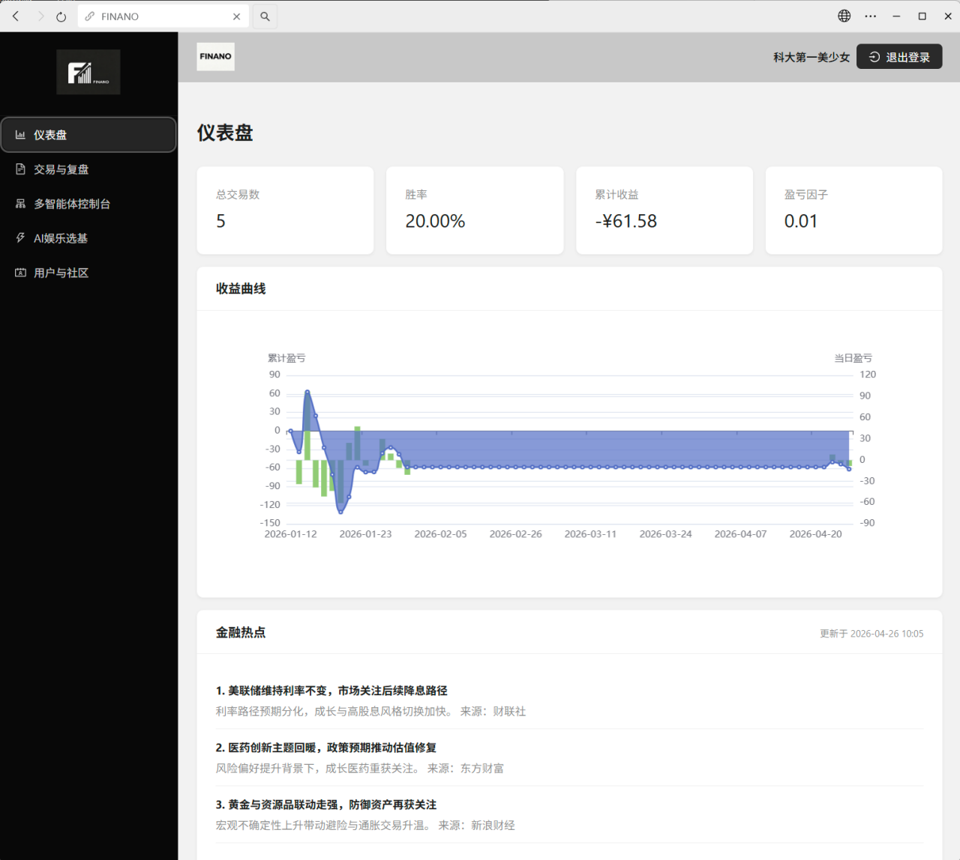 FINANO
FINANO
FINANO
科大第一美少女
退出登录
仪表盘
交易与复盘
多智能体控制台
AI娱乐选基
用户与社区
仪表盘
总交易数
5
胜率
20.00%
累计收益
-¥61.58
盈亏因子
0.01
收益曲线
累计盈亏
当日盈亏
90
60
30
0
-30
-60
-90
-120
-150
120
90
60
30
0
-30
-60
-90
2026-01-12 2026-01-23 2026-02-05 2026-02-26 2026-03-11 2026-03-24 2026-04-07 2026-04-20
金融热点
更新于 2026-04-26 10:05
1. 美联储维持利率不变，市场关注后续降息路径
利率路径预期分化，成长与高股息风格切换加快。 来源：财联社
2. 医药创新主题回暖，政策预期推动估值修复
风险偏好提升背景下，成长医药重获关注。 来源：东方财富
3. 黄金与资源品联动走强，防御资产再获关注
宏观不确定性上升带动避险与通胀交易升温。 来源：新浪财经